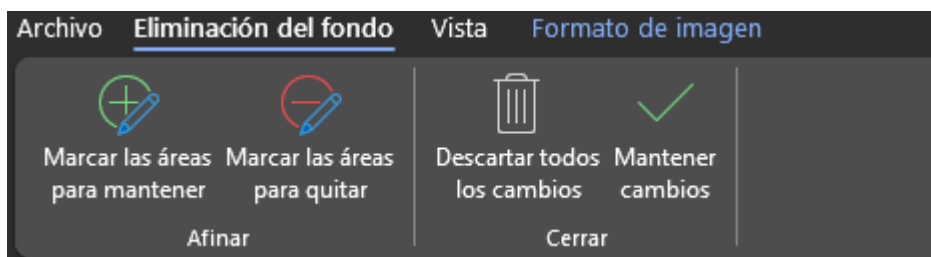 Archivo Eliminación del fondo Vista Formato de imagen
Marcar las áreas Marcar las áreas Descartar todos Mantener
para mantener para quitar los cambios cambios
Afinar Cerrar